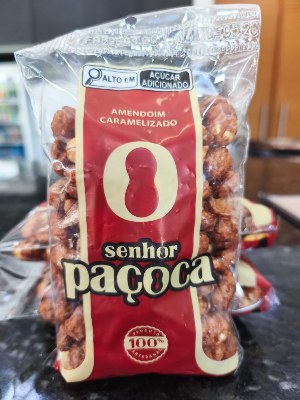 ALTO EM
AÇÚCAR
ADICIONADO
AMENDOIM
CARAMELIZADO
senhor
paçoca
100%